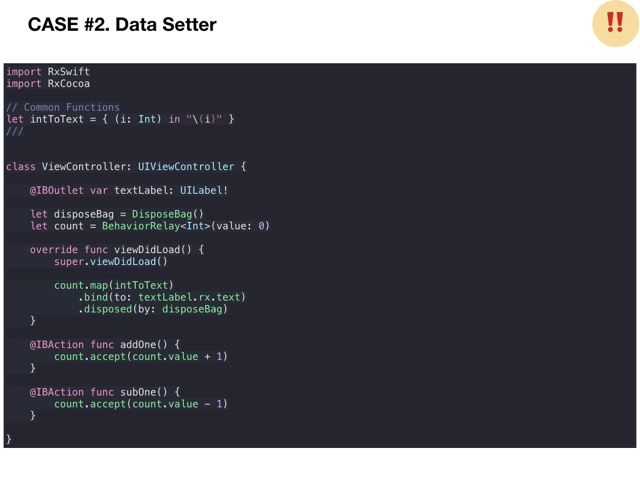 CASE #2. Data Setter
‼
import RxSwift
import RxCocoa
// Common Functions
let intToText = { (i: Int) in "\(i)" }
///
class ViewController: UIViewController {
@IBOutlet var textLabel: UILabel!
let disposeBag = DisposeBag()
let count = BehaviorRelay<Int>(value: 0)
override func viewDidLoad() {
super.viewDidLoad()
count.map(intToText)
.bind(to: textLabel.rx.text)
.disposed(by: disposeBag)
}
@IBAction func addOne() {
count.accept(count.value + 1)
}
@IBAction func subOne() {
count.accept(count.value - 1)
}
}